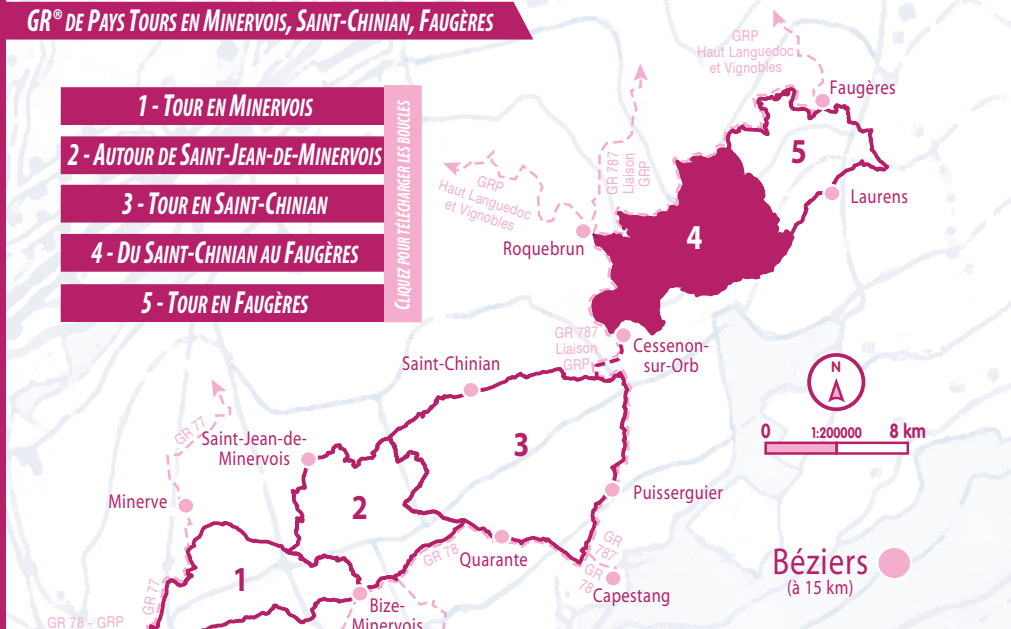 GR® DE PAYS TOURS EN MINERVOIS, SAINT-CHINIAN, FAUGÈRES
1 - TOUR EN MINERVOIS
2 - AUTOUR DE SAINT-JEAN-DE-MINERVOIS
3 - TOUR EN SAINT-CHINIAN
4 - DU SAINT-CHINIAN AU FAUGÈRES
5 - TOUR EN FAUGÈRES
CLIQUEZ POUR TÉLÉCHARGER LES BOUCLES
GRP
Haut Languedoc
et Vignobles
Faugères
5
GR 787
Liaison
GRP
GRP
Haut Languedoc
et Vignobles
Laurens
4
Roquebrun
GR 787
Liaison
GRP
Cessenon-
sur-Orb
Saint-Chinian
N
0
1:200000
8 km
GR 77
Saint-Jean-de-
Minervois
3
Minerve
2
Puisserguier
GR 78
Quarante
GR
787
GR
78
Capestang
Béziers
(à 15 km)
1
GR 77
Bize-
Minervois
GR 78 - GRP